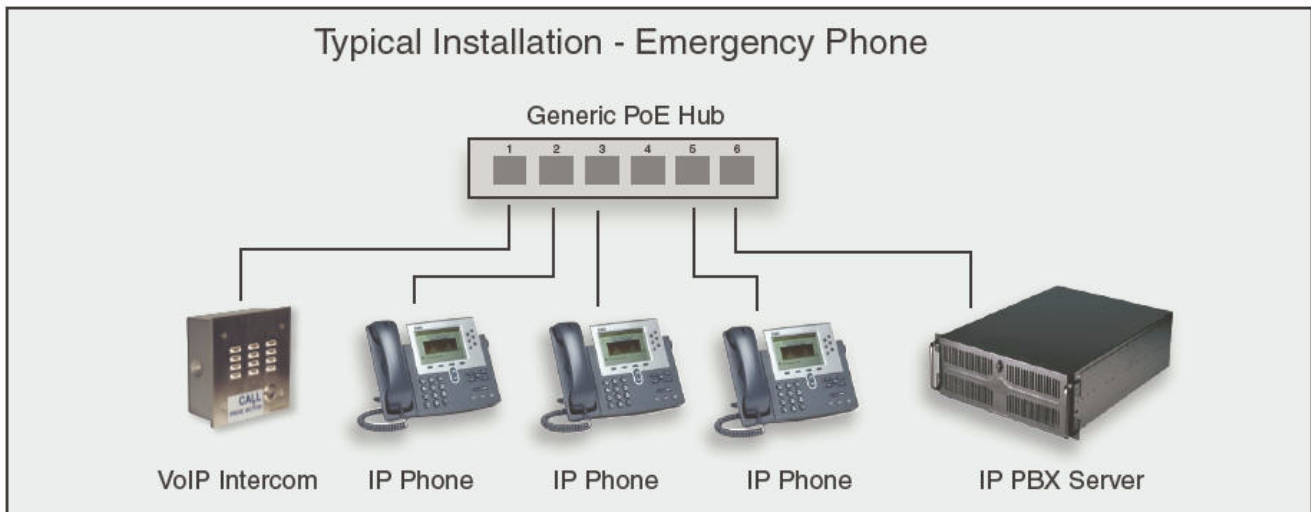 Typical Installation - Emergency Phone
Generic PoE Hub
1 2 3 4 5 6
CALL
VoIP Intercom IP Phone IP Phone IP Phone IP PBX Server